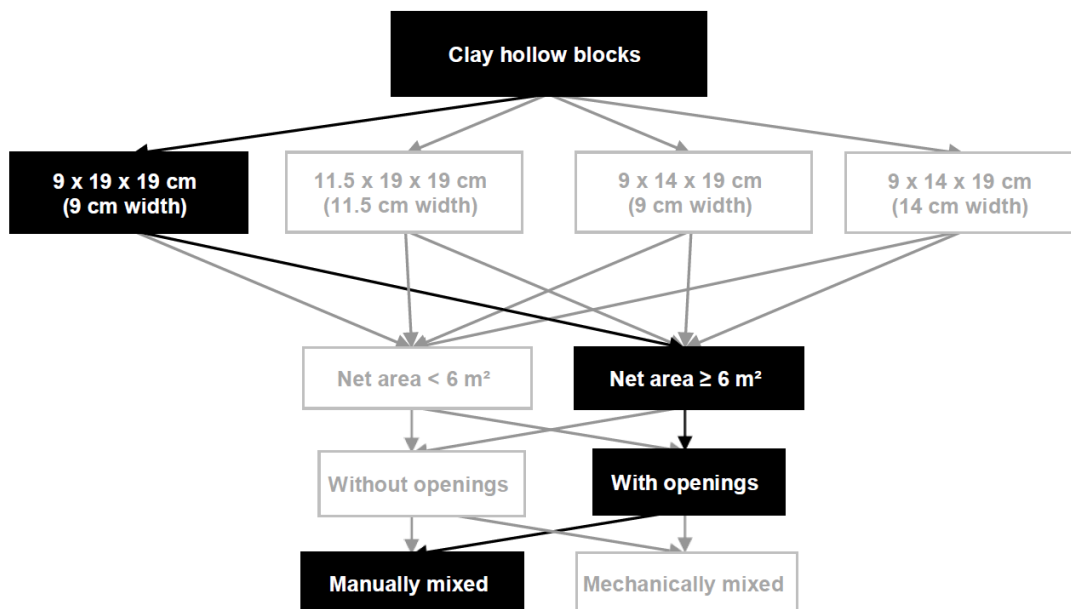 Clay hollow blocks
9 x 19 x 19 cm
(9 cm width)
11.5 x 19 x 19 cm
(11.5 cm width)
9 x 14 x 19 cm
(9 cm width)
9 x 14 x 19 cm
(14 cm width)
Net area < 6 m²
Net area ≥ 6 m²
Without openings
With openings
Manually mixed
Mechanically mixed